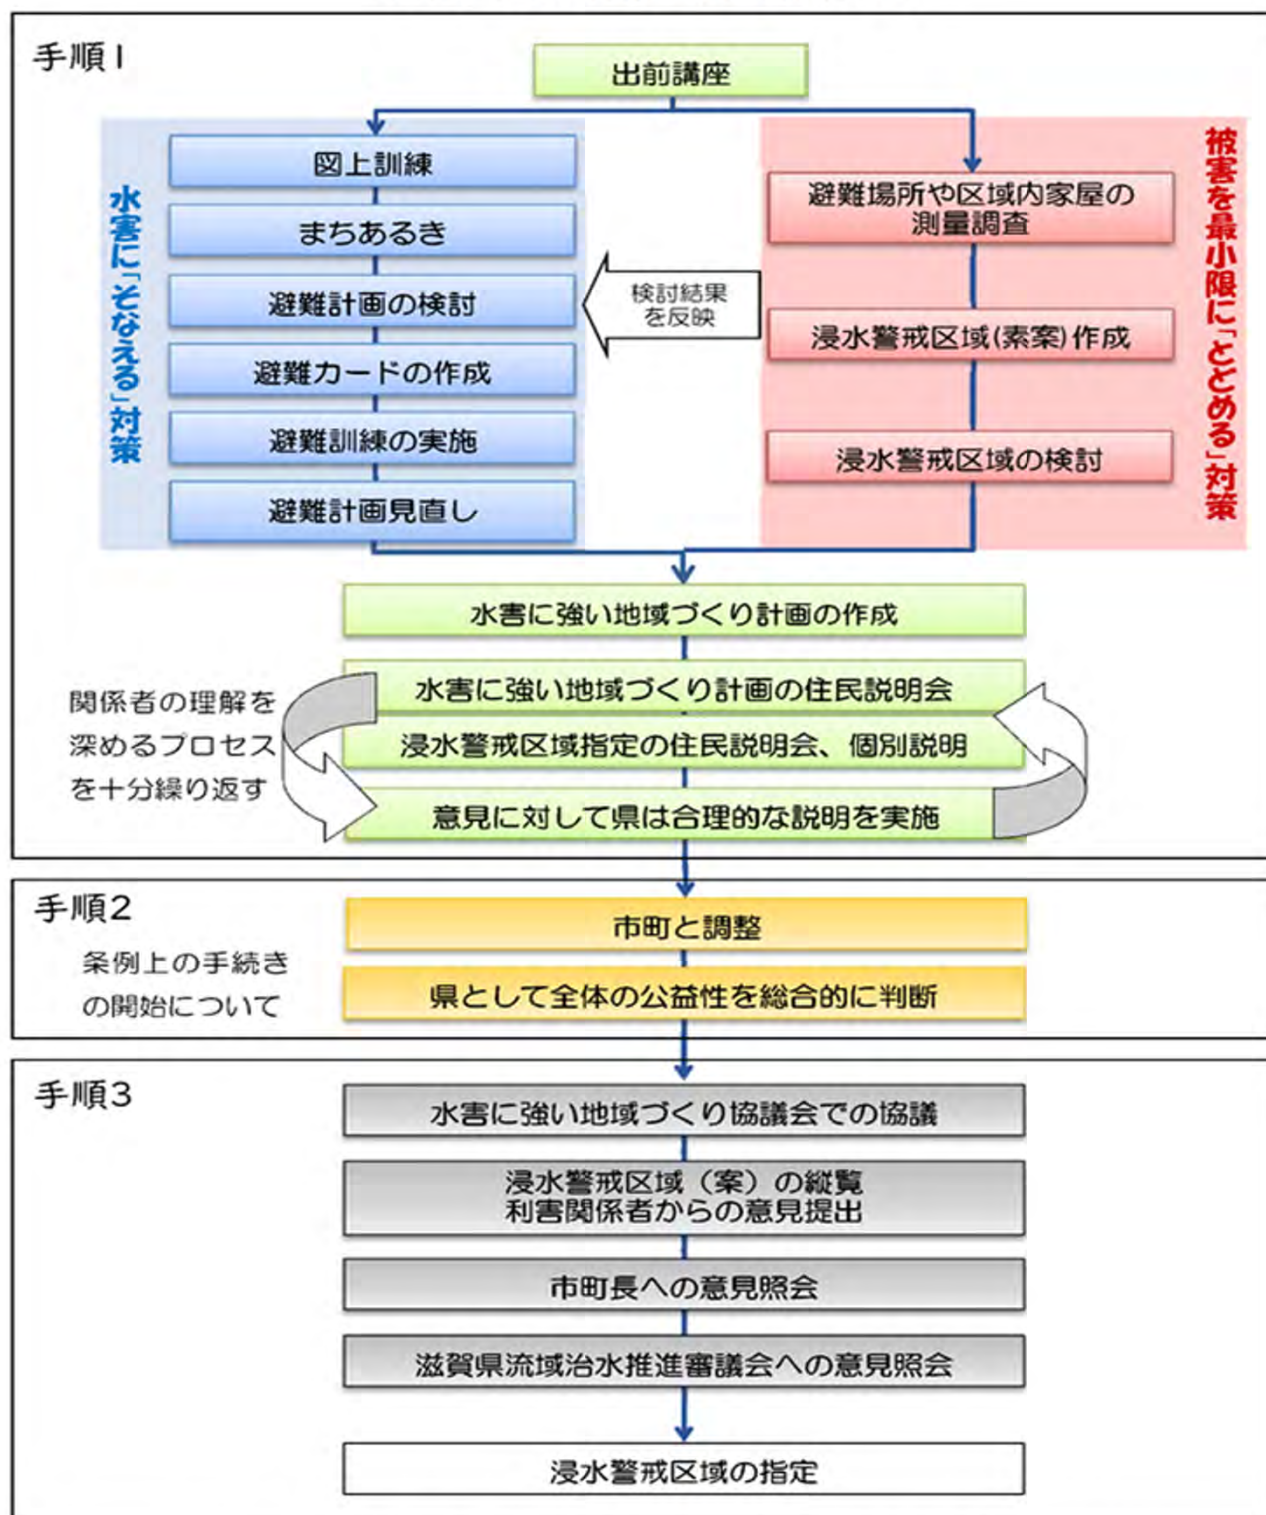 手順1
出前講座
水害に「そなえる」対策
図上訓練
まちあるき
避難計画の検討
避難カードの作成
避難訓練の実施
避難計画見直し
検討結果
を反映
避難場所や区域内家屋の
測量調査
浸水警戒区域(素案)作成
浸水警戒区域の検討
被害を最小限に「とどめる」対策
水害に強い地域づくり計画の作成
関係者の理解を
深めるプロセス
を十分繰り返す
水害に強い地域づくり計画の住民説明会
浸水警戒区域指定の住民説明会、個別説明
意見に対して県は合理的な説明を実施
手順2
条例上の手続き
の開始について
市町と調整
県として全体の公益性を総合的に判断
手順3
水害に強い地域づくり協議会での協議
浸水警戒区域（案）の縦覧
利害関係者からの意見提出
市町長への意見照会
滋賀県流域治水推進審議会への意見照会
浸水警戒区域の指定